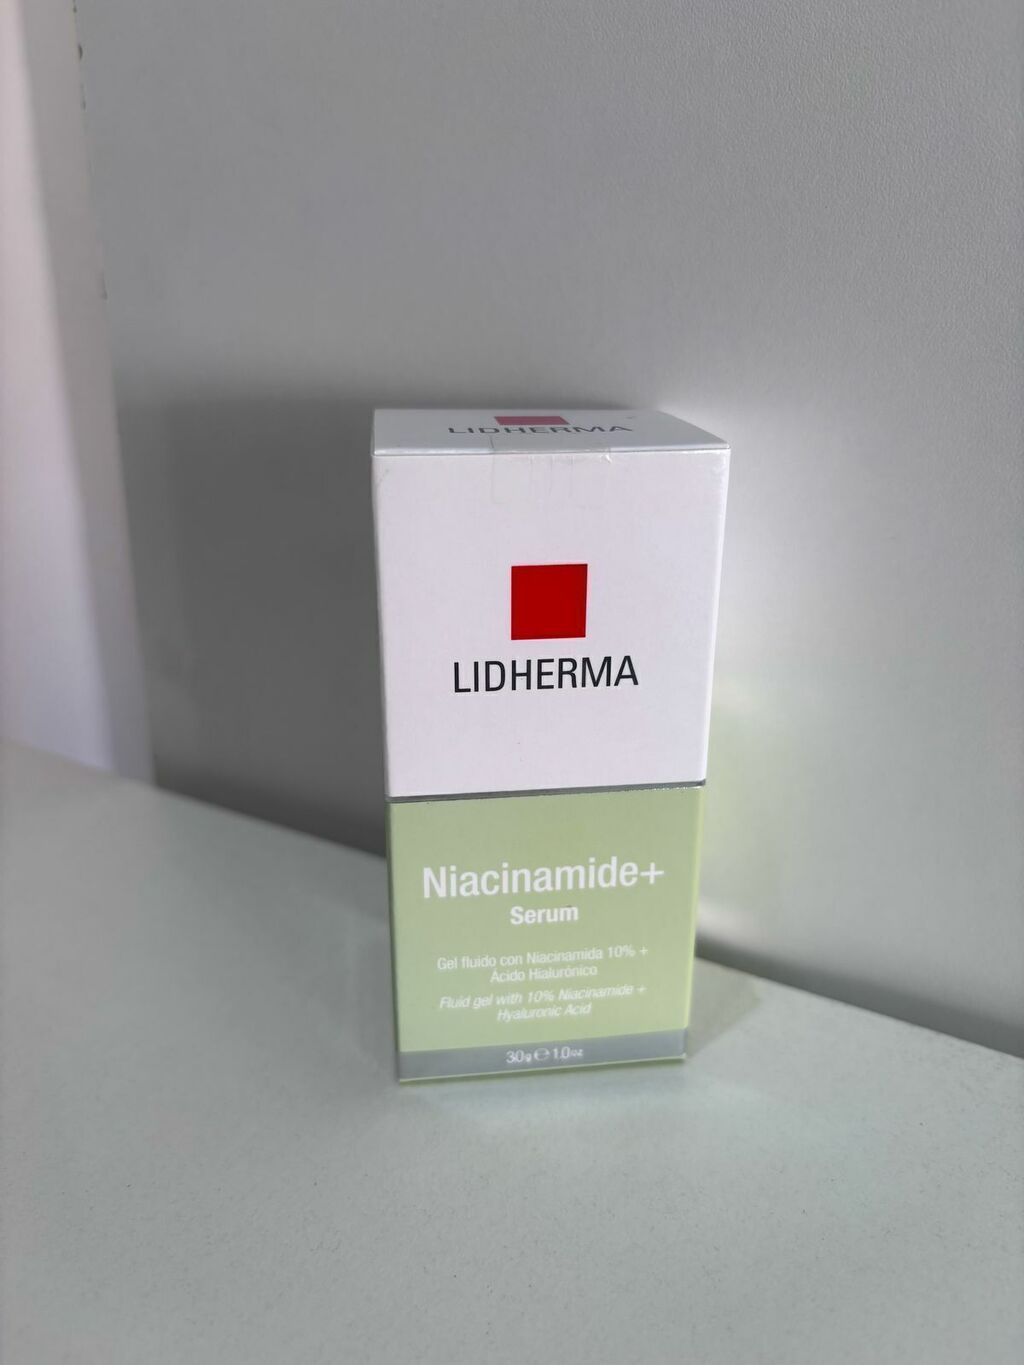 LIDHERMA
LIDHERMA
Niacinamide+
Serum
Gel fluido con Niacinamida 10% +
Ácido Hialurónico
Fluid gel with 10% Niacinamide +
Hyaluronic Acid
30g ℮ 1.0oz